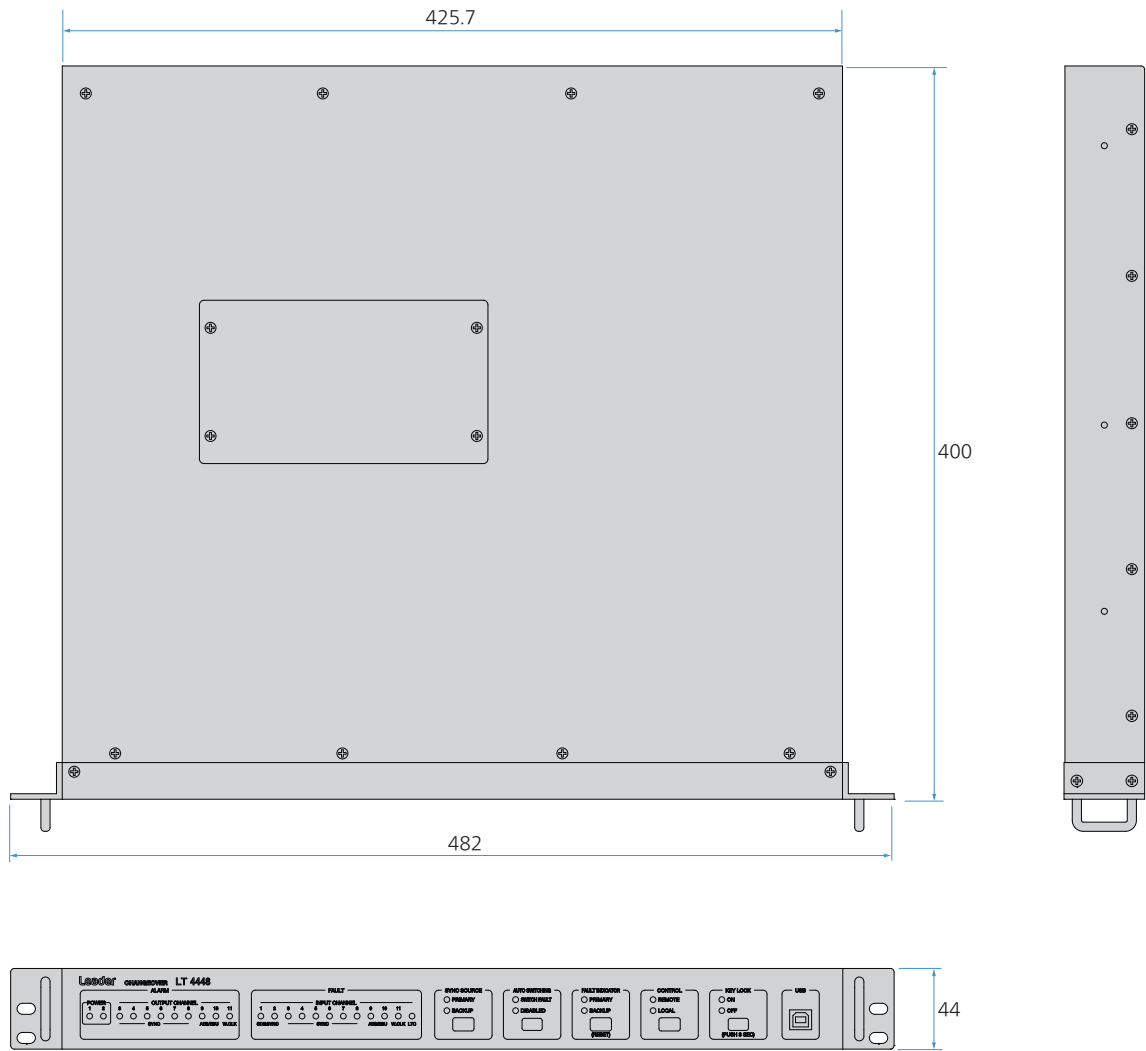 425.7
400
482
Leader CHANGEOVER LT 4448
ALARM
FAULT
SYNC SOURCE
AUTO SWITCHING
FAULT INDICATOR
CONTROL
KEY LOCK
USB
POWER
OUTPUT CHANNEL
INPUT CHANNEL
PRIMARY
SWITCH FAULT
PRIMARY
REMOTE
ON
1 2 3 4 5 6 7 8 9 10 11
1 2 3 4 5 6 7 8 9 10 11
BACKUP
DISABLED
BACKUP
LOCAL
OFF
SYNC
AES/EBU W.CLK
SYNC
AES/EBU W.CLK LTC
(RESET)
(PUSH 3 SEC)
44